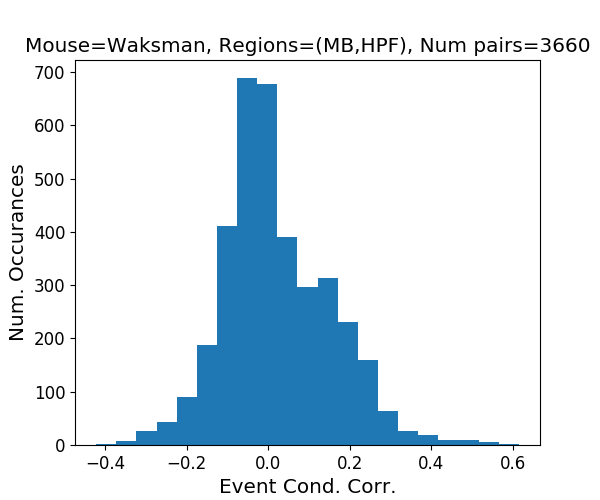 Mouse=Waksman, Regions=(MB,HPF), Num pairs=3660
700
600
500
400
300
200
100
0
Num. Occurances
−0.4 −0.2 0.0 0.2 0.4 0.6
Event Cond. Corr.